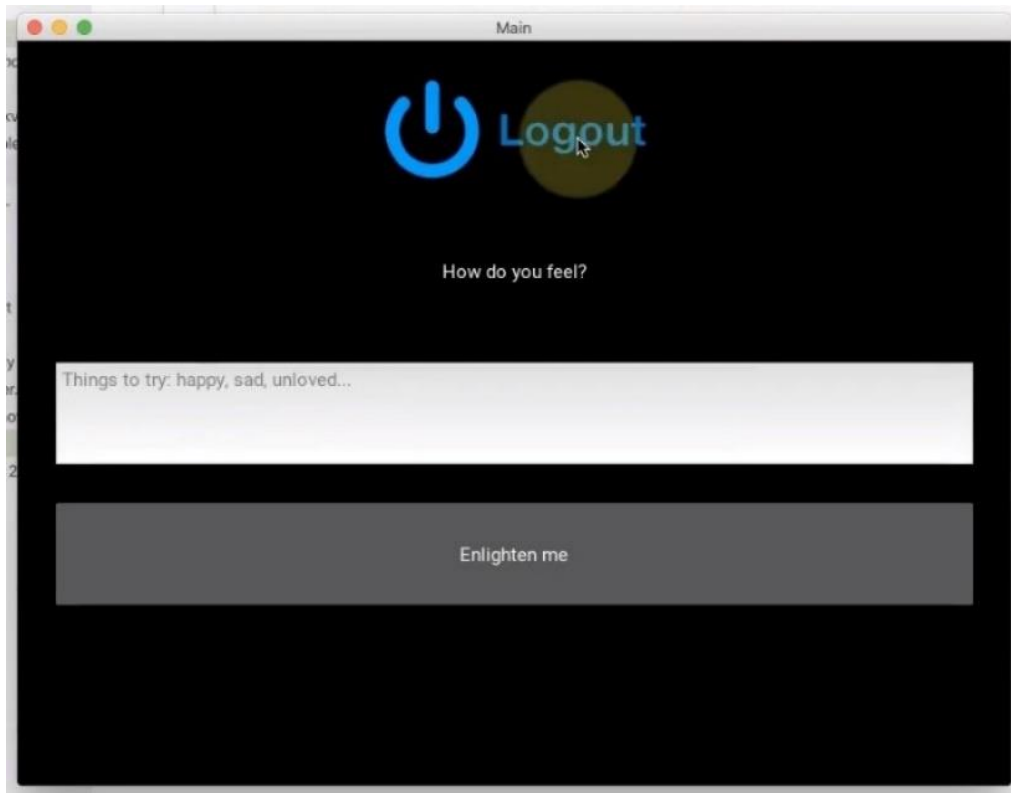 Main
Logout
How do you feel?
Things to try: happy, sad, unloved...
Enlighten me